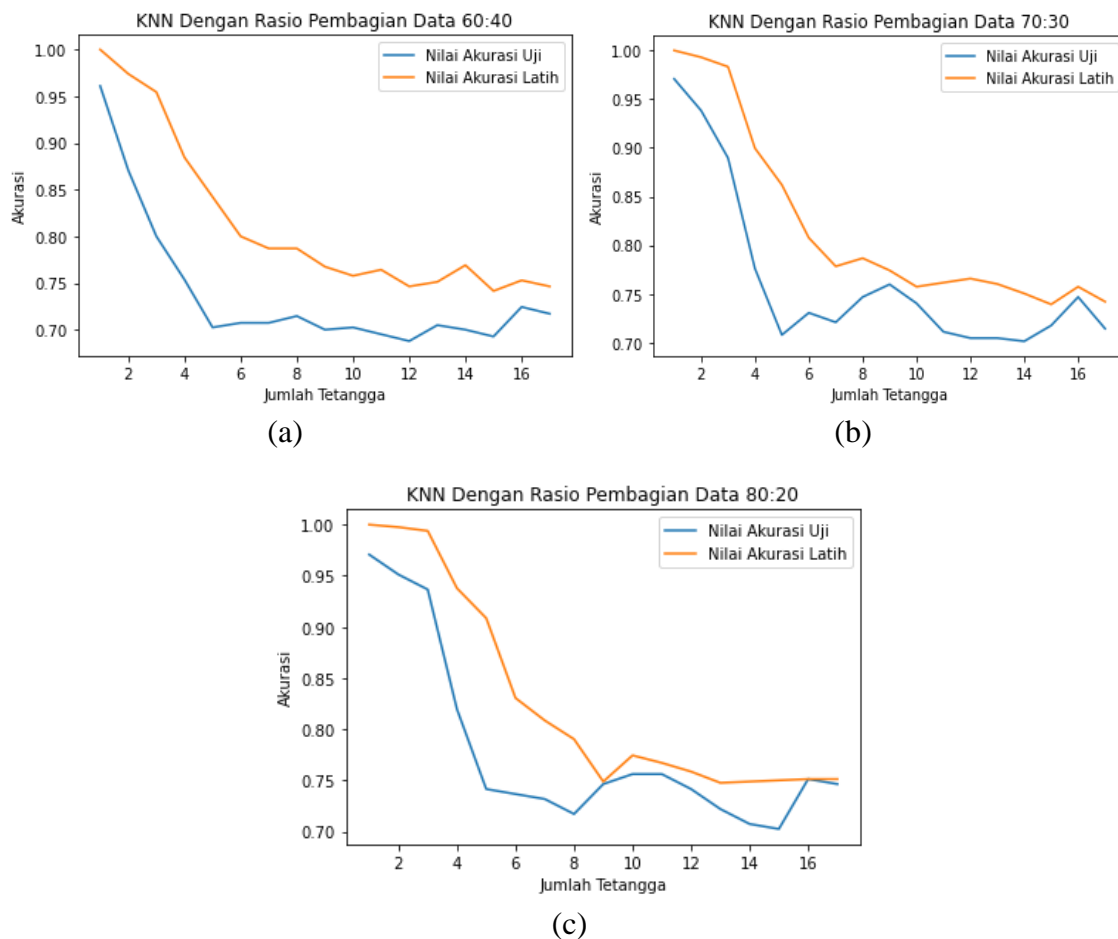 KNN Dengan Rasio Pembagian Data 60:40
Nilai Akurasi Uji
Nilai Akurasi Latih
1.00
0.95
0.90
0.85
0.80
0.75
0.70
Akurasi
2 4 6 8 10 12 14 16
Jumlah Tetangga
(a)
KNN Dengan Rasio Pembagian Data 70:30
Nilai Akurasi Uji
Nilai Akurasi Latih
1.00
0.95
0.90
0.85
0.80
0.75
0.70
Akurasi
2 4 6 8 10 12 14 16
Jumlah Tetangga
(b)
KNN Dengan Rasio Pembagian Data 80:20
Nilai Akurasi Uji
Nilai Akurasi Latih
1.00
0.95
0.90
0.85
0.80
0.75
0.70
Akurasi
2 4 6 8 10 12 14 16
Jumlah Tetangga
(c)